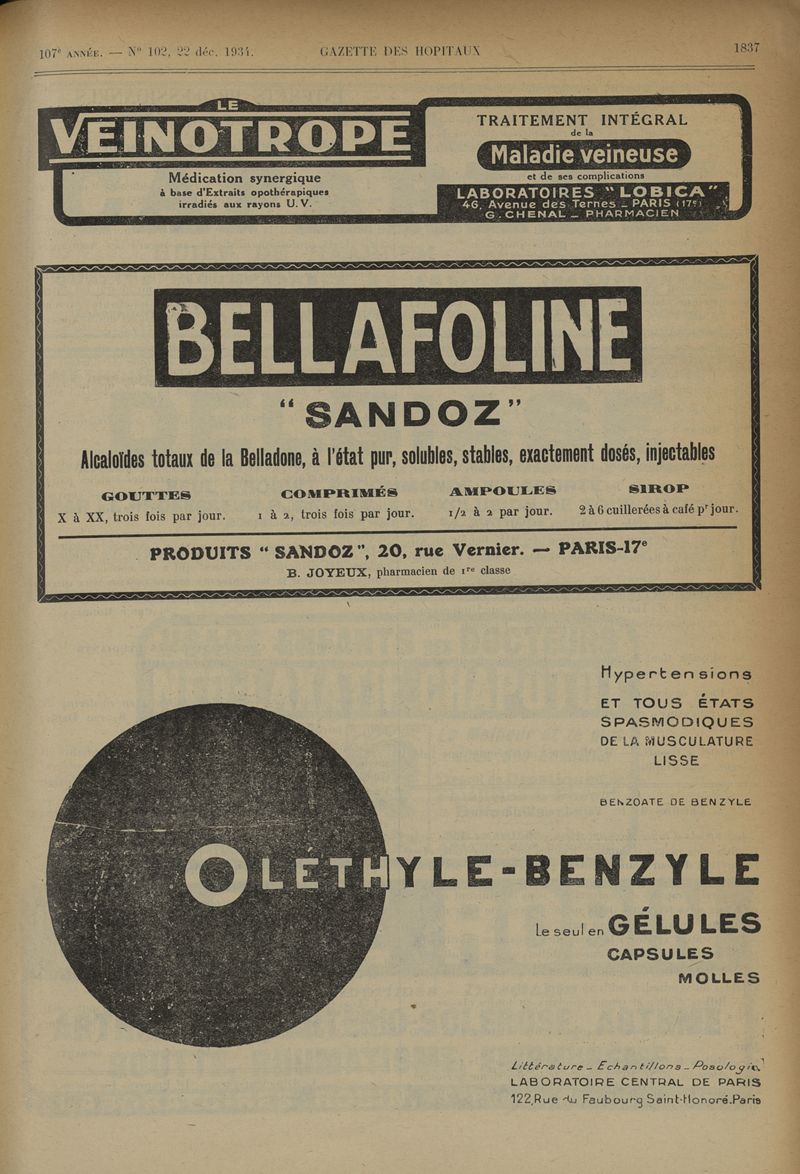 107e ANNÉE. — No 102, 22 déc. 1934.
GAZETTE DES HOPITAUX
1837
LE
VEINOTROPE
Médication synergique
à base d'Extraits opothérapiques
irradiés aux rayons U.V.
TRAITEMENT INTÉGRAL
de la
Maladie veineuse
et de ses complications
LABORATOIRES "LOBICA"
46, Avenue des Ternes _ PARIS (17e)
G. CHENAL _ PHARMACIEN
BELLAFOLINE
"SANDOZ"
Alcaloïdes totaux de la Belladone, à l'état pur, solubles, stables, exactement dosés, injectables
GOUTTES
X à XX, trois fois par jour.
COMPRIMÉS
1 à 2, trois fois par jour.
AMPOULES
1/2 à 2 par jour.
SIROP
2 à 6 cuillerées à café pr jour.
PRODUITS "SANDOZ", 20, rue Vernier. — PARIS-17e
B. JOYEUX, pharmacien de 1re classe
Hypertensions
ET TOUS ÉTATS
SPASMODIQUES
DE LA MUSCULATURE
LISSE
BENZOATE DE BENZYLE
OLÉTHYLE-BENZYLE
Le seul en GÉLULES
CAPSULES
MOLLES
Littérature _ Echantillons _ Posologie
LABORATOIRE CENTRAL DE PARIS
122, Rue du Faubourg Saint-Honoré. Paris